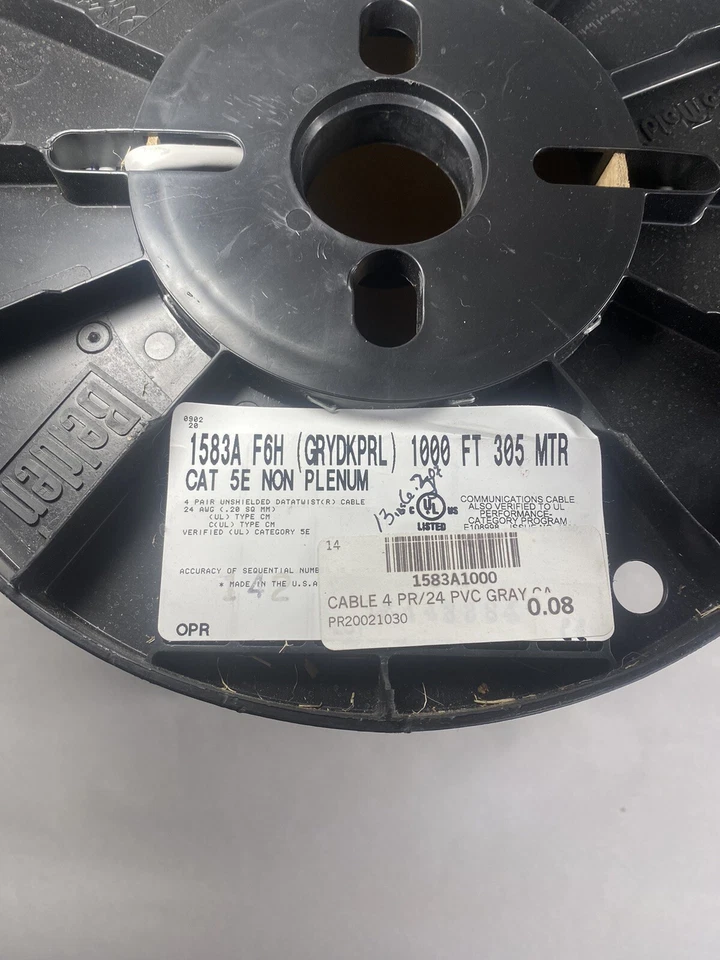 Belden
0902
20
1583A F6H (GRYDKPRL) 1000 FT 305 MTR
CAT 5E NON PLENUM
4 PAIR UNSHIELDED DATATWIST(R) CABLE
24 AWG (.20 SQ MM)
(UL) TYPE CM
C(UL) TYPE CM
VERIFIED (UL) CATEGORY 5E
C UL US
LISTED
COMMUNICATIONS CABLE
ALSO VERIFIED TO UL
PERFORMANCE-
CATEGORY PROGRAM
ACCURACY OF SEQUENTIAL
* MADE IN THE U.S.A
OPR
14
1583A1000
CABLE 4 PR/24 PVC GRAY
0.08
PR20021030